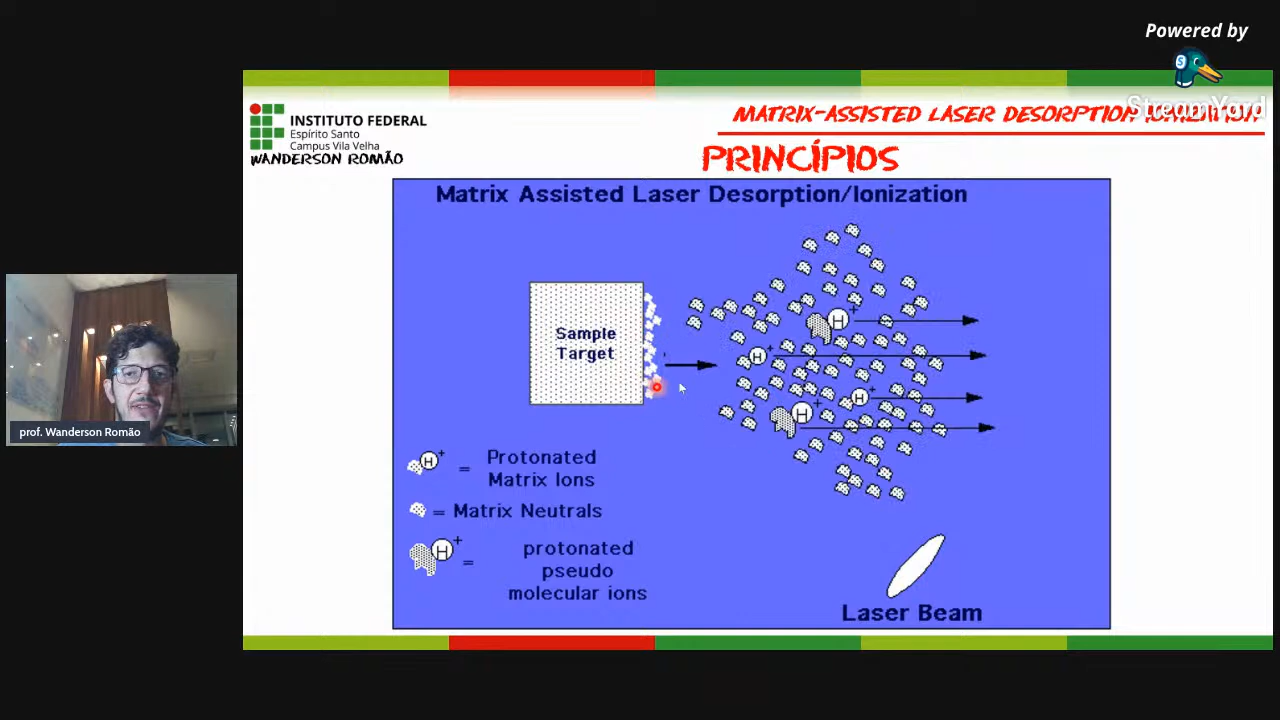 Powered by
S
StreamYard
INSTITUTO FEDERAL
Espírito Santo
Campus Vila Velha
WANDERSON ROMÃO
MATRIX-ASSISTED LASER DESORPTION IONIZATION
PRINCÍPIOS
Matrix Assisted Laser Desorption/Ionization
Sample
Target
H +
H +
H +
H +
H + = Protonated
Matrix Ions
= Matrix Neutrals
H + = protonated
pseudo
molecular ions
Laser Beam
prof. Wanderson Romão